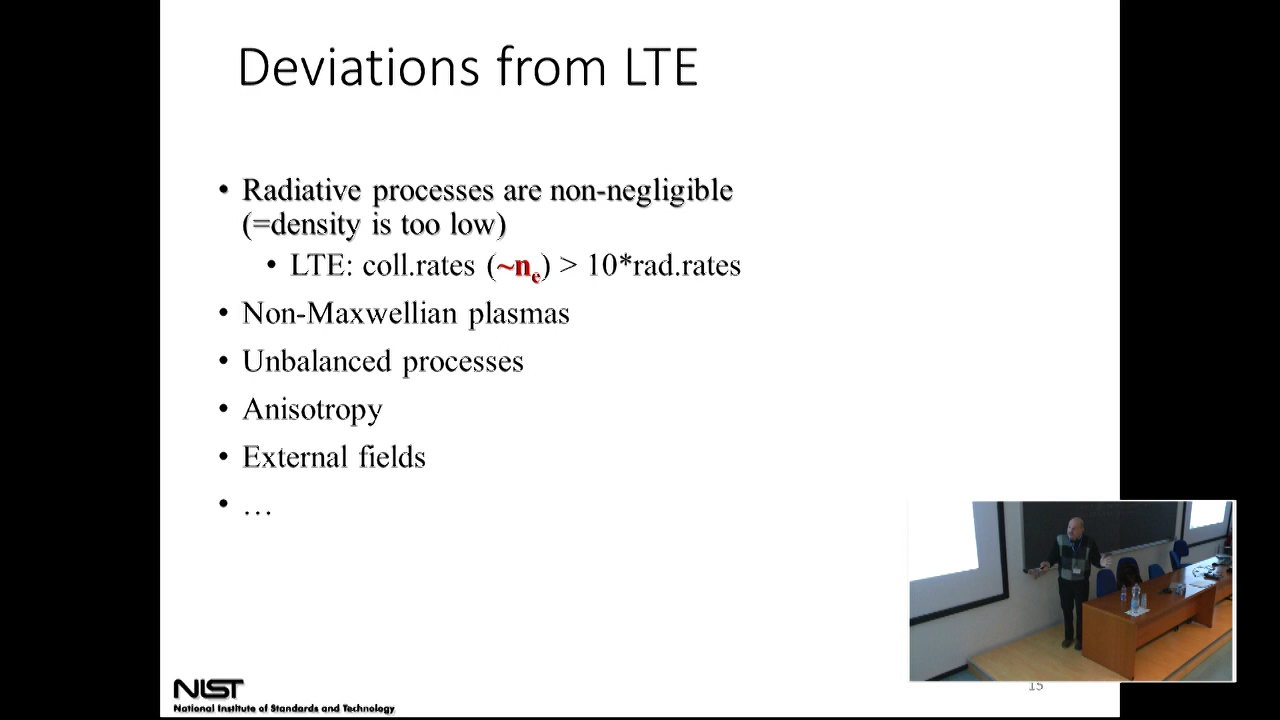 Deviations from LTE
• Radiative processes are non-negligible
(=density is too low)
• LTE: coll.rates (~nₑ) > 10*rad.rates
• Non-Maxwellian plasmas
• Unbalanced processes
• Anisotropy
• External fields
• …
NIST
National Institute of Standards and Technology
15